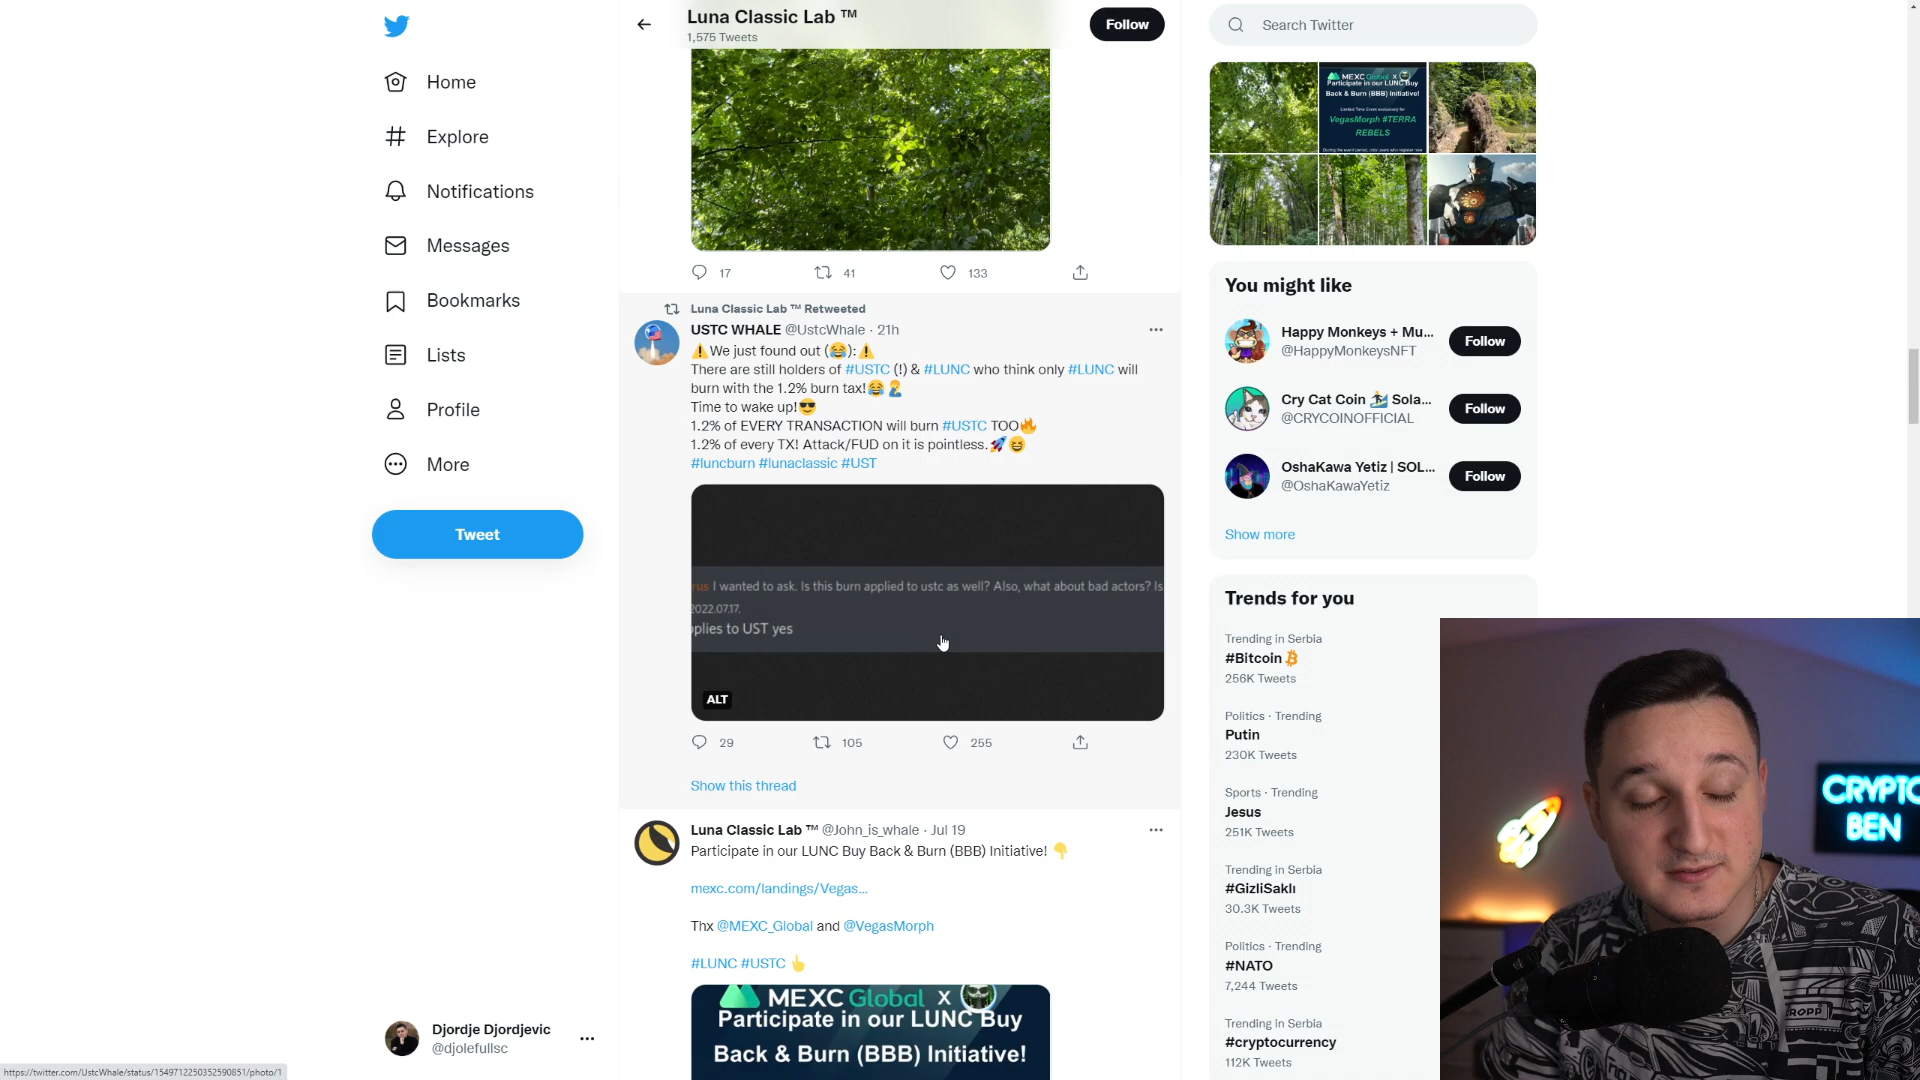 Home
Explore
Notifications
Messages
Bookmarks
Lists
Profile
More
Tweet
Djordje Djordjevic
@djolefullsc
https://twitter.com/UstcWhale/status/1549712250352590851/photo/1
Luna Classic Lab ™
1,575 Tweets
Follow
17
41
133
Luna Classic Lab ™ Retweeted
USTC WHALE @UstcWhale · 21h
⚠️We just found out (😂):⚠️
There are still holders of #USTC (!) & #LUNC who think only #LUNC will
burn with the 1.2% burn tax!😂🤦
Time to wake up!😎
1.2% of EVERY TRANSACTION will burn #USTC TOO🔥
1.2% of every TX! Attack/FUD on it is pointless.🚀😆
#luncburn #lunaclassic #UST
rus I wanted to ask. Is this burn applied to ustc as well? Also, what about bad actors? Is
2022.07.17.
pplies to UST yes
ALT
29
105
255
Show this thread
Luna Classic Lab ™ @John_is_whale · Jul 19
Participate in our LUNC Buy Back & Burn (BBB) Initiative! 👇
mexc.com/landings/Vegas...
Thx @MEXC_Global and @VegasMorph
#LUNC #USTC 👆
MEXC Global X
Participate in our LUNC Buy
Back & Burn (BBB) Initiative!
Search Twitter
MEXC Global X
Participate in our LUNC Buy
Back & Burn (BBB) Initiative!
VegasMorph #TERRA
REBELS
You might like
Happy Monkeys + Mu...
@HappyMonkeysNFT
Follow
Cry Cat Coin 🏄 Sola...
@CRYCOINOFFICIAL
Follow
OshaKawa Yetiz | SOL...
@OshaKawaYetiz
Follow
Show more
Trends for you
Trending in Serbia
#Bitcoin
256K Tweets
Politics · Trending
Putin
230K Tweets
Sports · Trending
Jesus
251K Tweets
Trending in Serbia
#GizliSaklı
30.3K Tweets
Politics · Trending
#NATO
7,244 Tweets
Trending in Serbia
#cryptocurrency
112K Tweets
CRYPTO
BEN